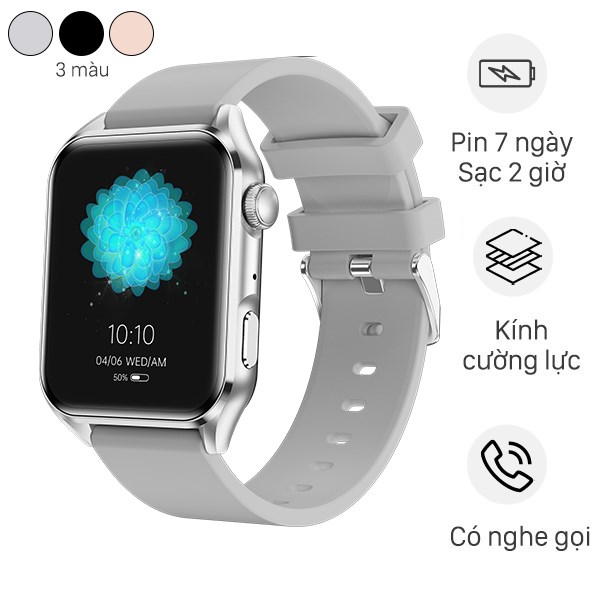 3 màu
Pin 7 ngày
Sạc 2 giờ
Kính
cường lực
Có nghe gọi
10:10
04/06 WED/AM
50%